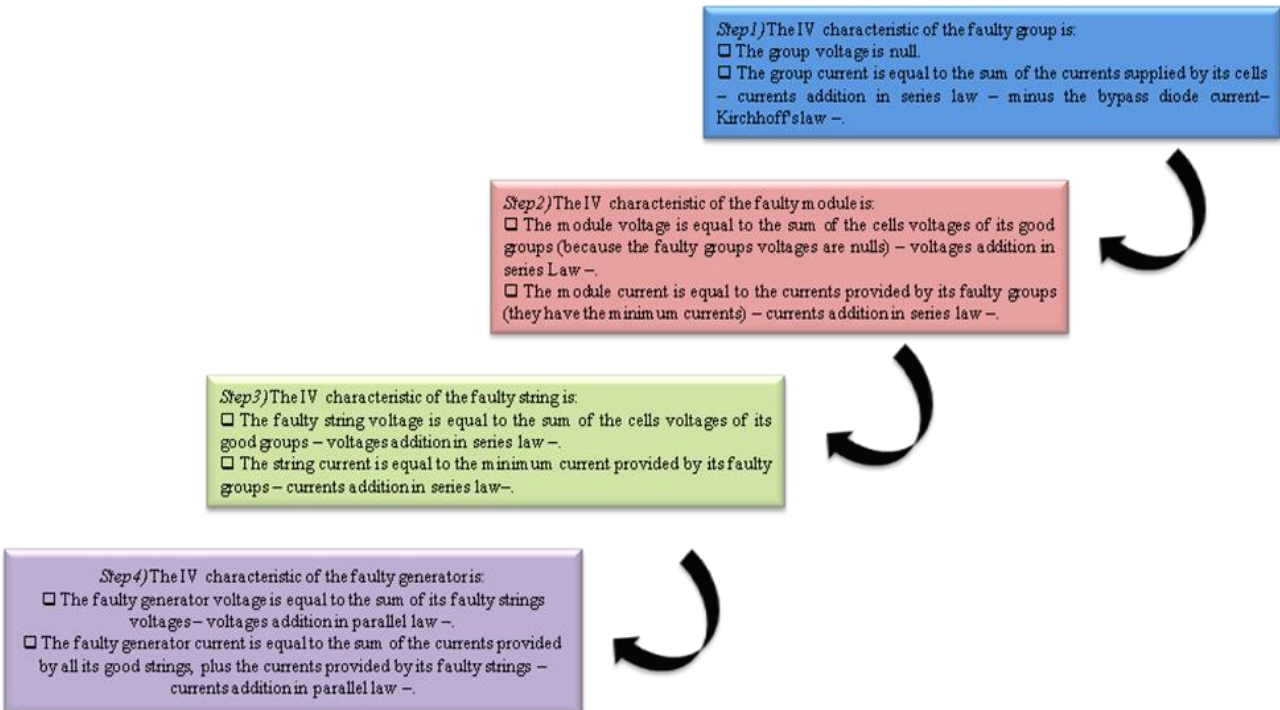 Step1)The IV characteristic of the faulty group is:
☐ The group voltage is null.
☐ The group current is equal to the sum of the currents supplied by its cells
– currents addition in series law – minus the bypass diode current–
Kirchhoff's law –.
Step2)The IV characteristic of the faulty module is:
☐ The module voltage is equal to the sum of the cells voltages of its good
groups (because the faulty groups voltages are nulls) – voltages addition in
series Law –.
☐ The module current is equal to the currents provided by its faulty groups
(they have the minimum currents) – currents addition in series law –.
Step3)The IV characteristic of the faulty string is:
☐ The faulty string voltage is equal to the sum of the cells voltages of its
good groups – voltages addition in series law –.
☐ The string current is equal to the minimum current provided by its faulty
groups – currents addition in series law–.
Step4)The IV characteristic of the faulty generator is:
☐ The faulty generator voltage is equal to the sum of its faulty strings
voltages– voltages addition in parallel law –.
☐ The faulty generator current is equal to the sum of the currents provided
by all its good strings, plus the currents provided by its faulty strings –
currents addition in parallel law –.